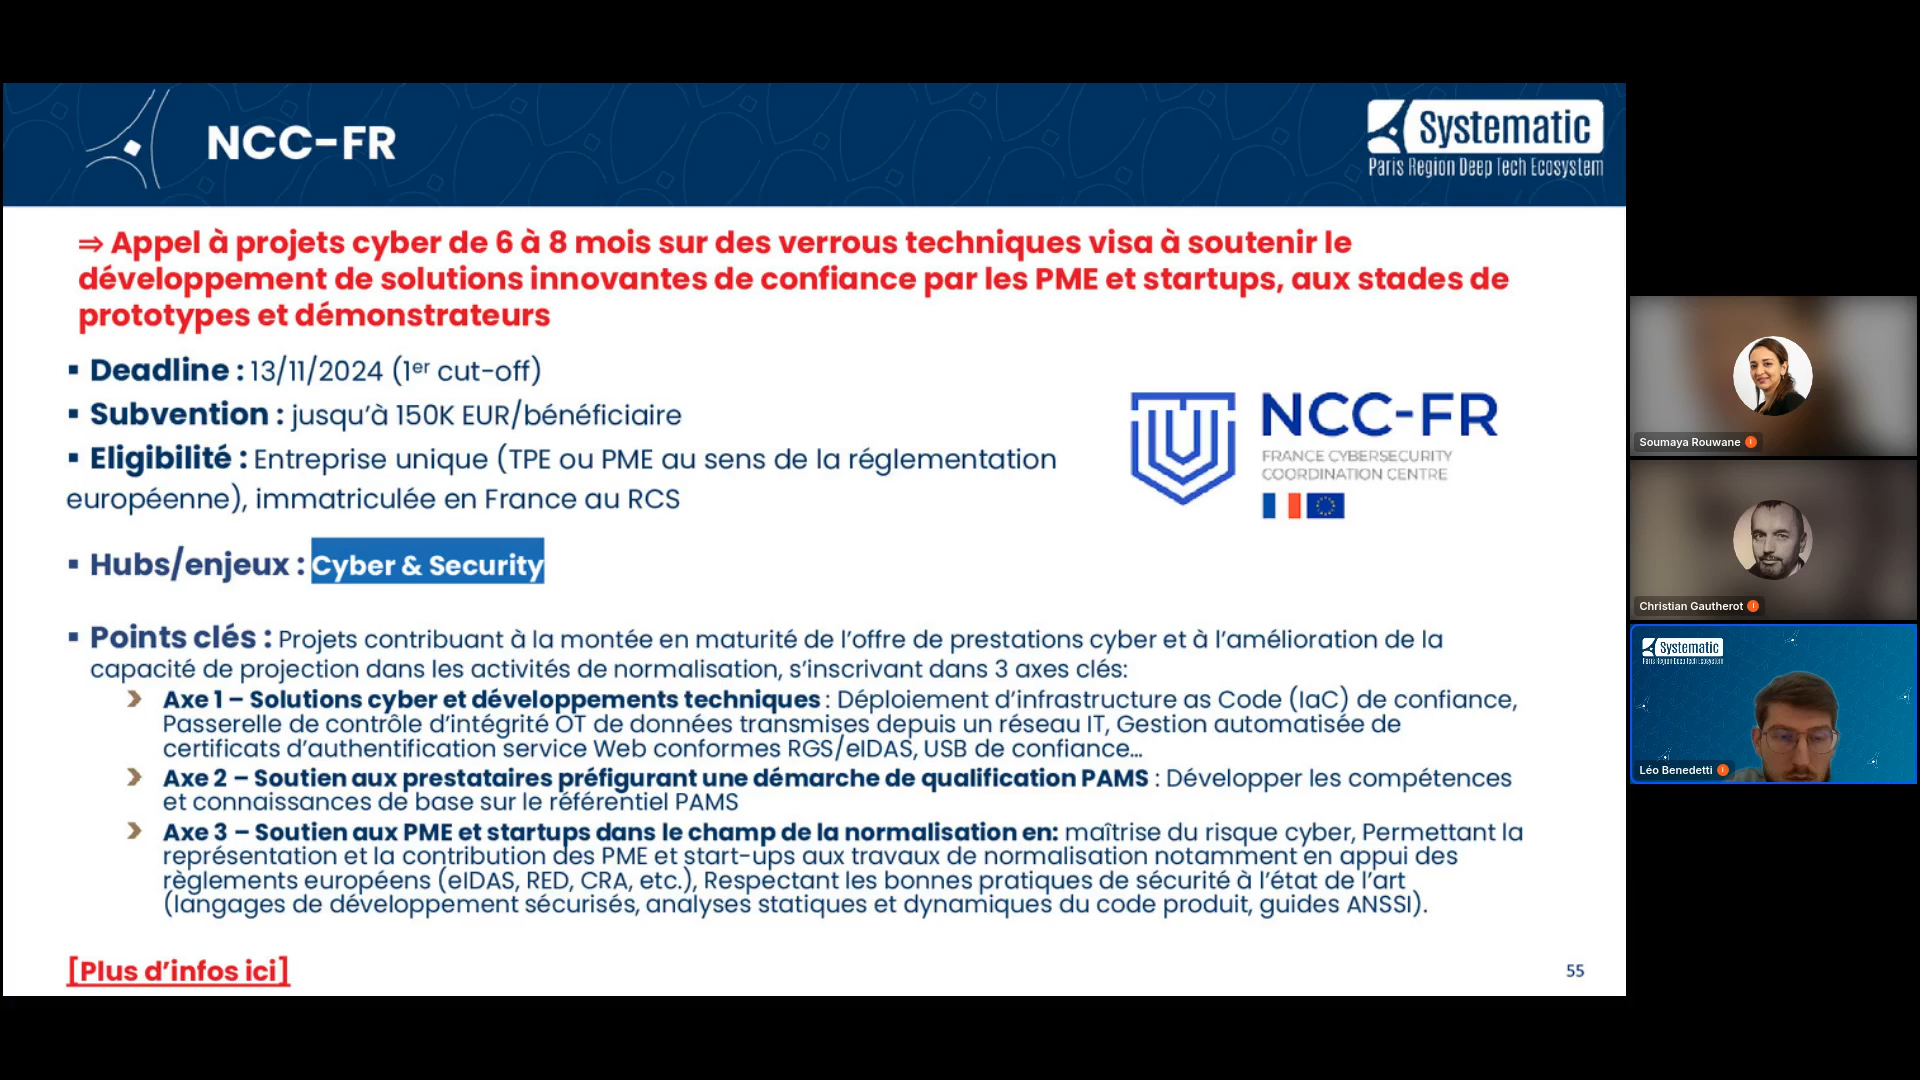 NCC-FR
Systematic
Paris Region Deep Tech Ecosystem
⇒ Appel à projets cyber de 6 à 8 mois sur des verrous techniques visa à soutenir le
développement de solutions innovantes de confiance par les PME et startups, aux stades de
prototypes et démonstrateurs
▪ Deadline : 13/11/2024 (1er cut-off)
▪ Subvention : jusqu'à 150K EUR/bénéficiaire
▪ Eligibilité : Entreprise unique (TPE ou PME au sens de la réglementation
européenne), immatriculée en France au RCS
NCC-FR
FRANCE CYBERSECURITY
COORDINATION CENTRE
▪ Hubs/enjeux : Cyber & Security
▪ Points clés : Projets contribuant à la montée en maturité de l'offre de prestations cyber et à l'amélioration de la
capacité de projection dans les activités de normalisation, s'inscrivant dans 3 axes clés:
Axe 1 – Solutions cyber et développements techniques : Déploiement d'infrastructure as Code (IaC) de confiance,
Passerelle de contrôle d'intégrité OT de données transmises depuis un réseau IT, Gestion automatisée de
certificats d'authentification service Web conformes RGS/eIDAS, USB de confiance…
Axe 2 – Soutien aux prestataires préfigurant une démarche de qualification PAMS : Développer les compétences
et connaissances de base sur le référentiel PAMS
Axe 3 – Soutien aux PME et startups dans le champ de la normalisation en: maîtrise du risque cyber, Permettant la
représentation et la contribution des PME et start-ups aux travaux de normalisation notamment en appui des
règlements européens (eIDAS, RED, CRA, etc.), Respectant les bonnes pratiques de sécurité à l'état de l'art
(langages de développement sécurisés, analyses statiques et dynamiques du code produit, guides ANSSI).
[Plus d'infos ici]
55
Soumaya Rouwane
Christian Gautherot
Systematic
Paris Region Deep Tech Ecosystem
Léo Benedetti